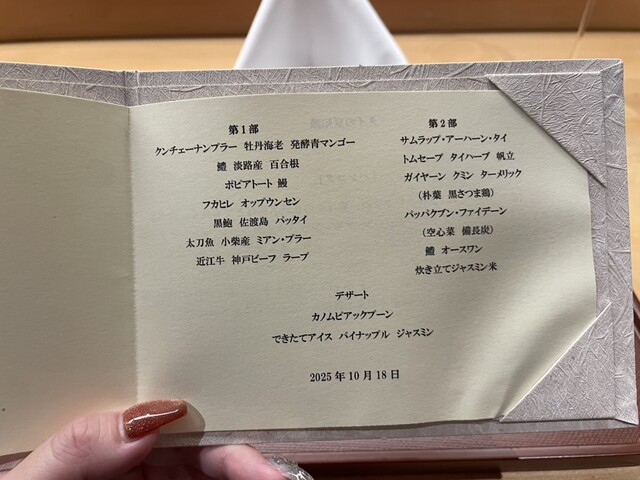 第1部
クンチェーナンプラー 牡丹海老 発酵青マンゴー
鱧 淡路産 百合根
ポピアトート 鰻
フカヒレ オップウンセン
黒鮑 佐渡島 パッタイ
太刀魚 小柴産 ミアン・プラー
近江牛 神戸ビーフ ラープ
第2部
サムラップ・アーハーン・タイ
トムセープ タイハーブ 帆立
ガイヤーン クミン ターメリック
(朴葉 黒さつま鶏)
パッパクブン・ファイデーン
(空心菜 備長炭)
鱧 オースワン
炊き立てジャスミン米
デザート
カノムピアックプーン
できたてアイス パイナップル ジャスミン
2025年10月18日